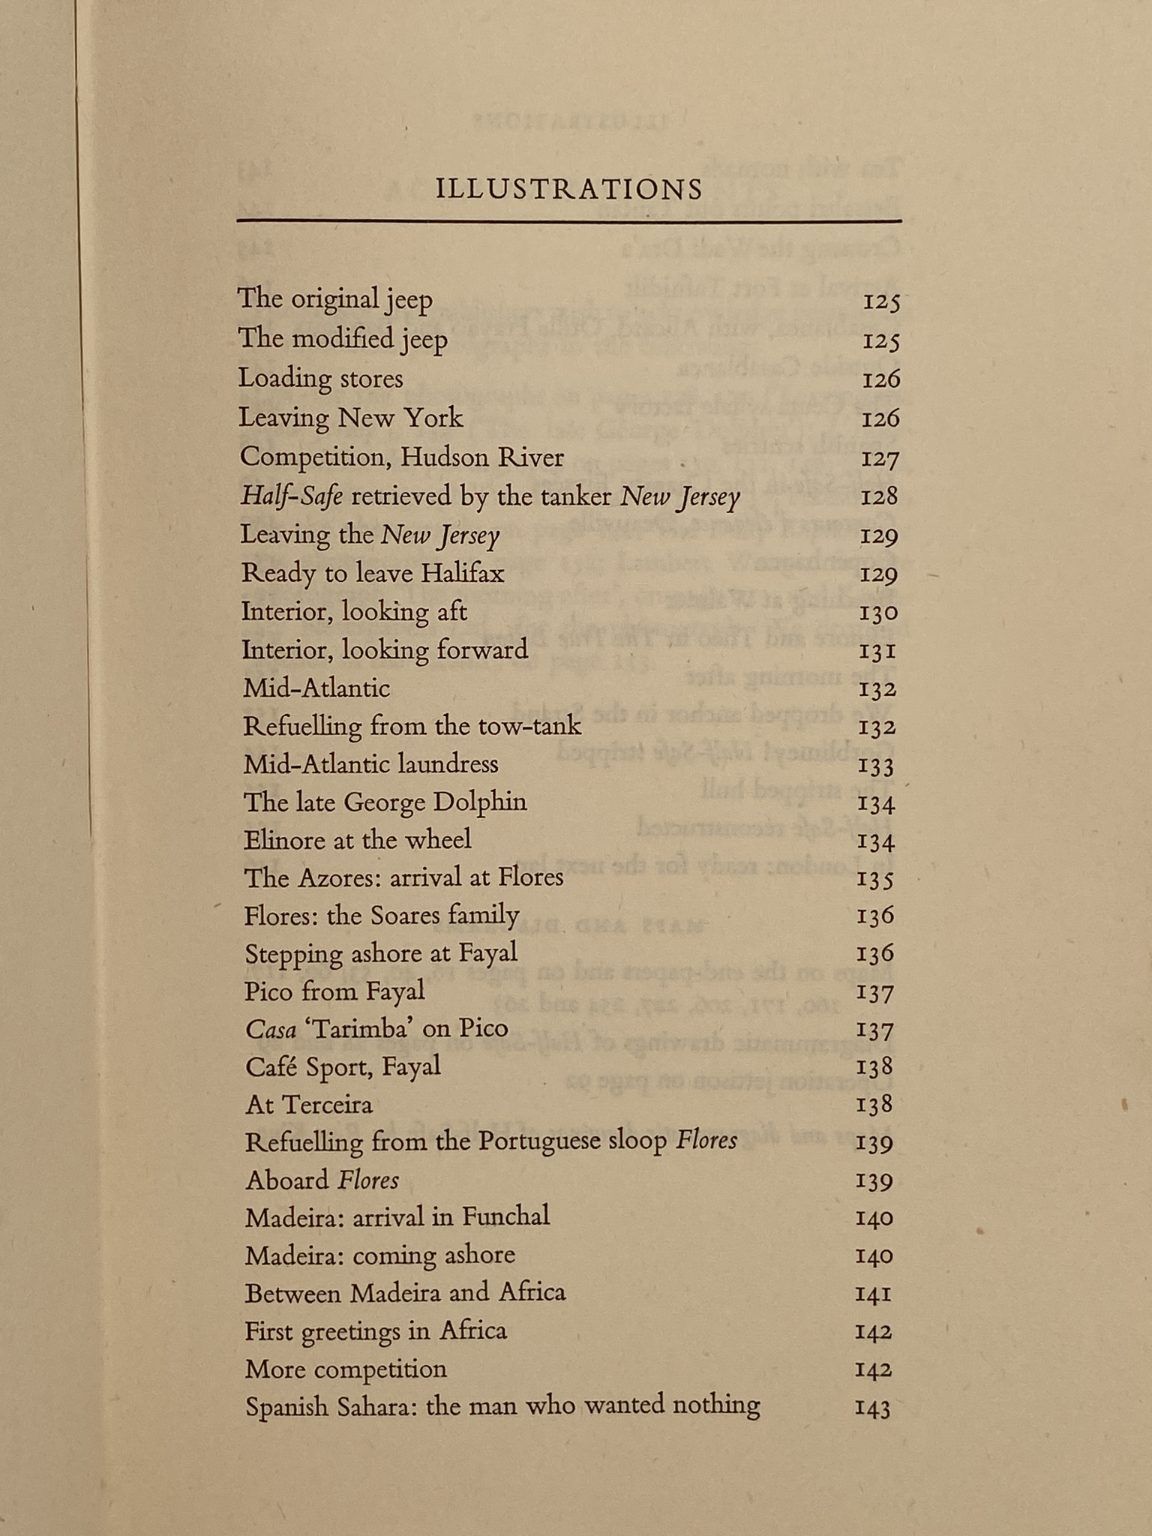 ILLUSTRATIONS
The original jeep 125
The modified jeep 125
Loading stores 126
Leaving New York 126
Competition, Hudson River 127
Half-Safe retrieved by the tanker New Jersey 128
Leaving the New Jersey 129
Ready to leave Halifax 129
Interior, looking aft 130
Interior, looking forward 131
Mid-Atlantic 132
Refuelling from the tow-tank 132
Mid-Atlantic laundress 133
The late George Dolphin 134
Elinore at the wheel 134
The Azores: arrival at Flores 135
Flores: the Soares family 136
Stepping ashore at Fayal 136
Pico from Fayal 137
Casa ‘Tarimba’ on Pico 137
Café Sport, Fayal 138
At Terceira 138
Refuelling from the Portuguese sloop Flores 139
Aboard Flores 139
Madeira: arrival in Funchal 140
Madeira: coming ashore 140
Between Madeira and Africa 141
First greetings in Africa 142
More competition 142
Spanish Sahara: the man who wanted nothing 143